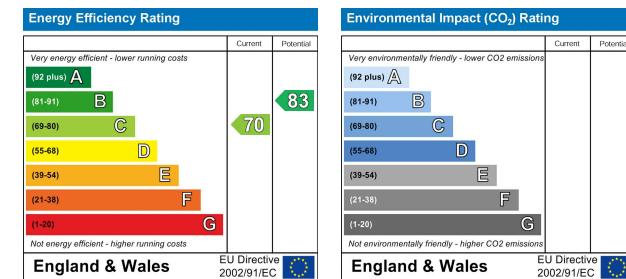 Energy Efficiency Rating
Current Potential
Very energy efficient - lower running costs
(92 plus) A
(81-91) B
83
(69-80) C
70
(55-68) D
(39-54) E
(21-38) F
(1-20) G
Not energy efficient - higher running costs
England & Wales
EU Directive
2002/91/EC
Environmental Impact (CO₂) Rating
Current Potential
Very environmentally friendly - lower CO2 emissions
(92 plus) A
(81-91) B
(69-80) C
(55-68) D
(39-54) E
(21-38) F
(1-20) G
Not environmentally friendly - higher CO2 emissions
England & Wales
EU Directive
2002/91/EC